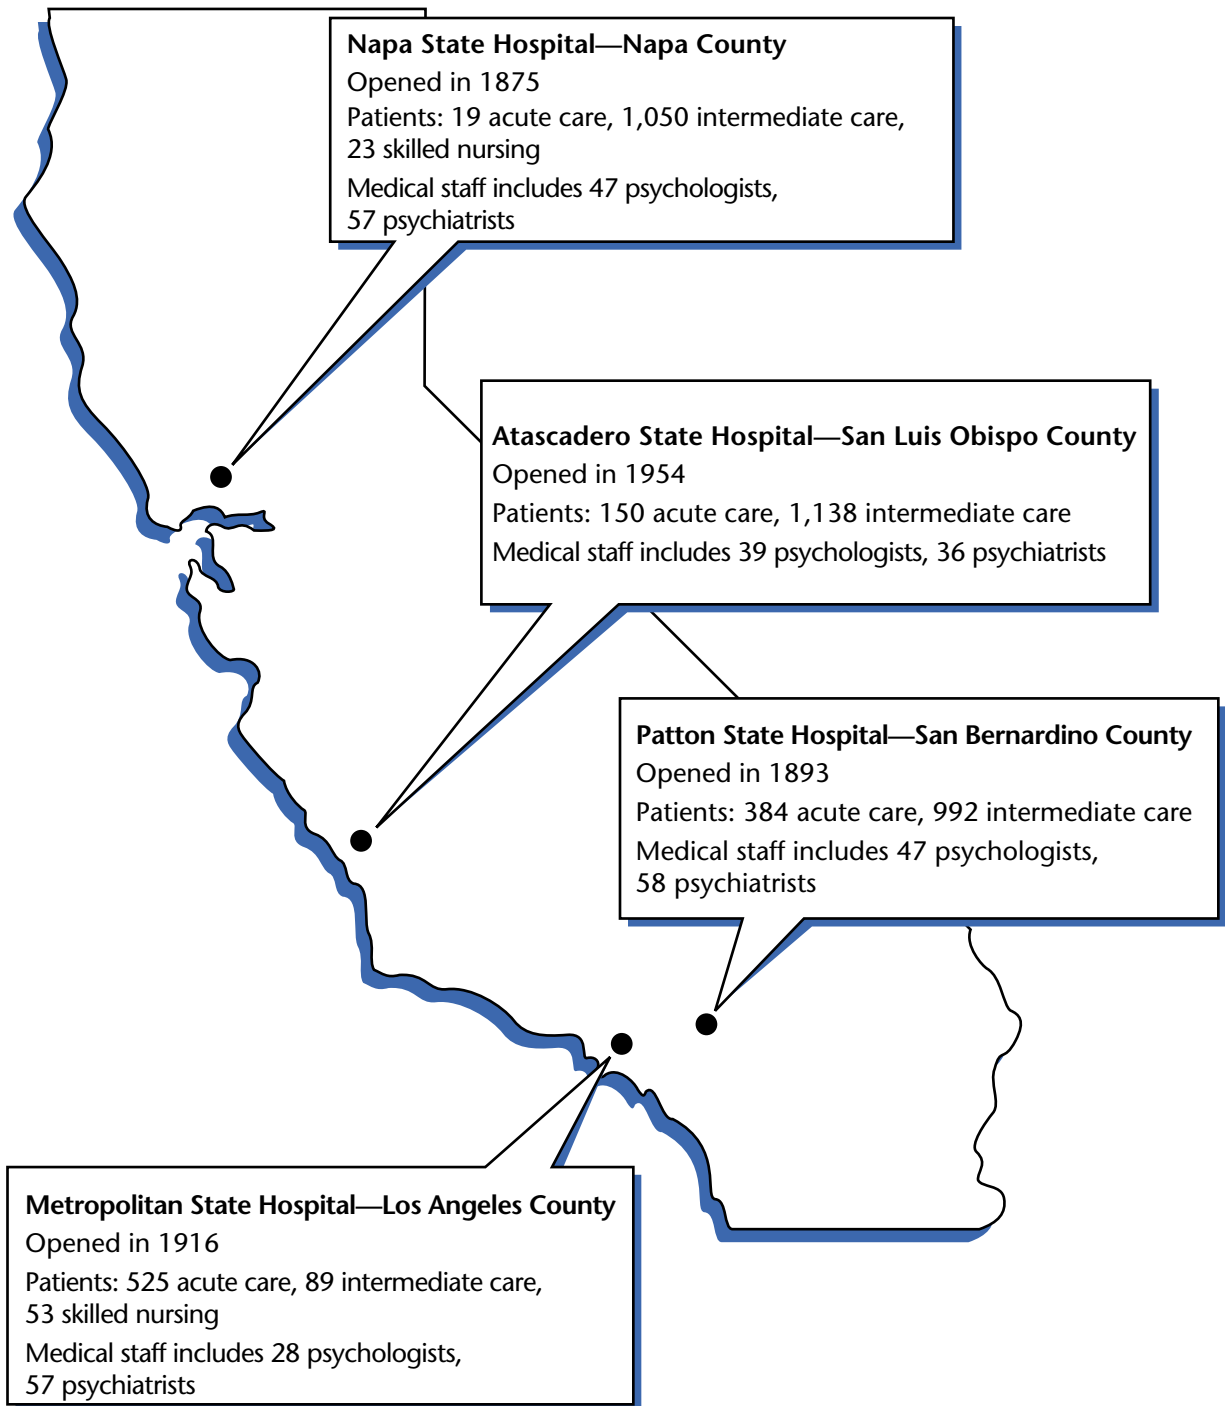 Napa State Hospital—Napa County
Opened in 1875
Patients: 19 acute care, 1,050 intermediate care,
23 skilled nursing
Medical staff includes 47 psychologists,
57 psychiatrists
Atascadero State Hospital—San Luis Obispo County
Opened in 1954
Patients: 150 acute care, 1,138 intermediate care
Medical staff includes 39 psychologists, 36 psychiatrists
Patton State Hospital—San Bernardino County
Opened in 1893
Patients: 384 acute care, 992 intermediate care
Medical staff includes 47 psychologists,
58 psychiatrists
Metropolitan State Hospital—Los Angeles County
Opened in 1916
Patients: 525 acute care, 89 intermediate care,
53 skilled nursing
Medical staff includes 28 psychologists,
57 psychiatrists